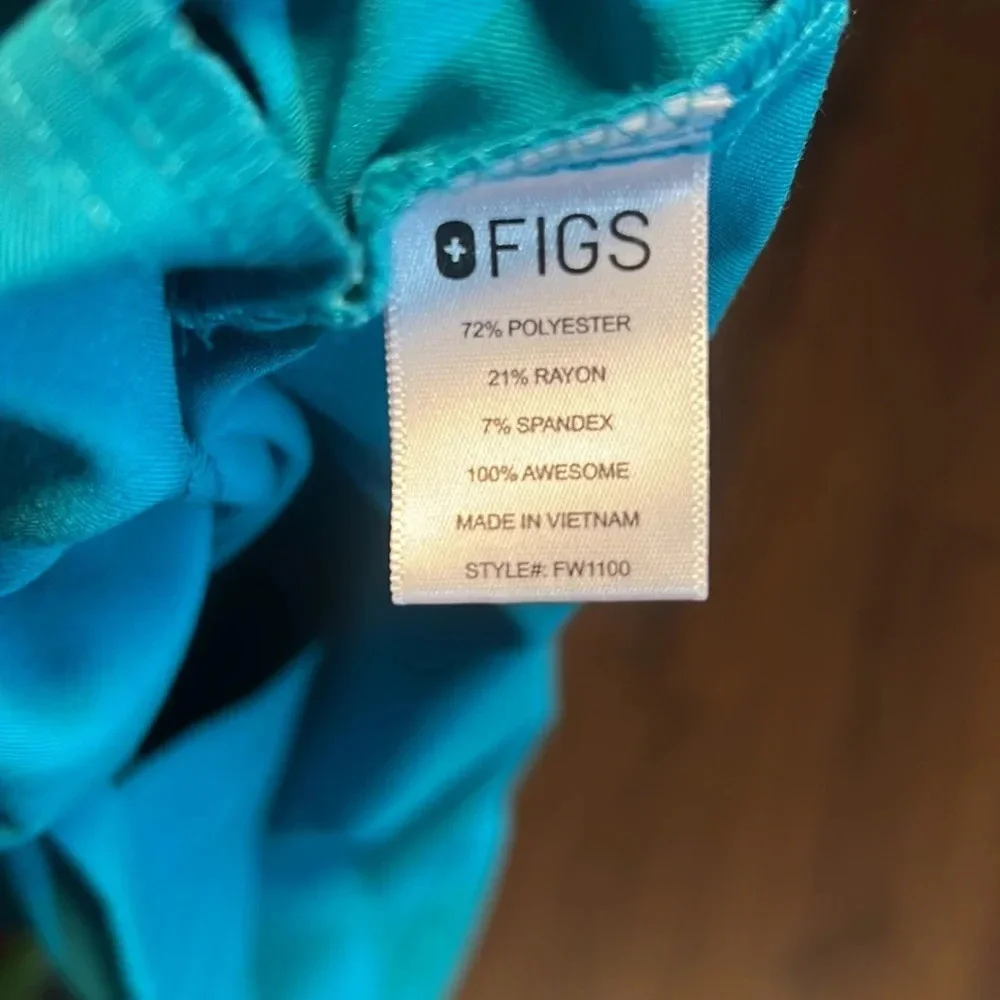 FIGS
72% POLYESTER
21% RAYON
7% SPANDEX
100% AWESOME
MADE IN VIETNAM
STYLE#: FW1100